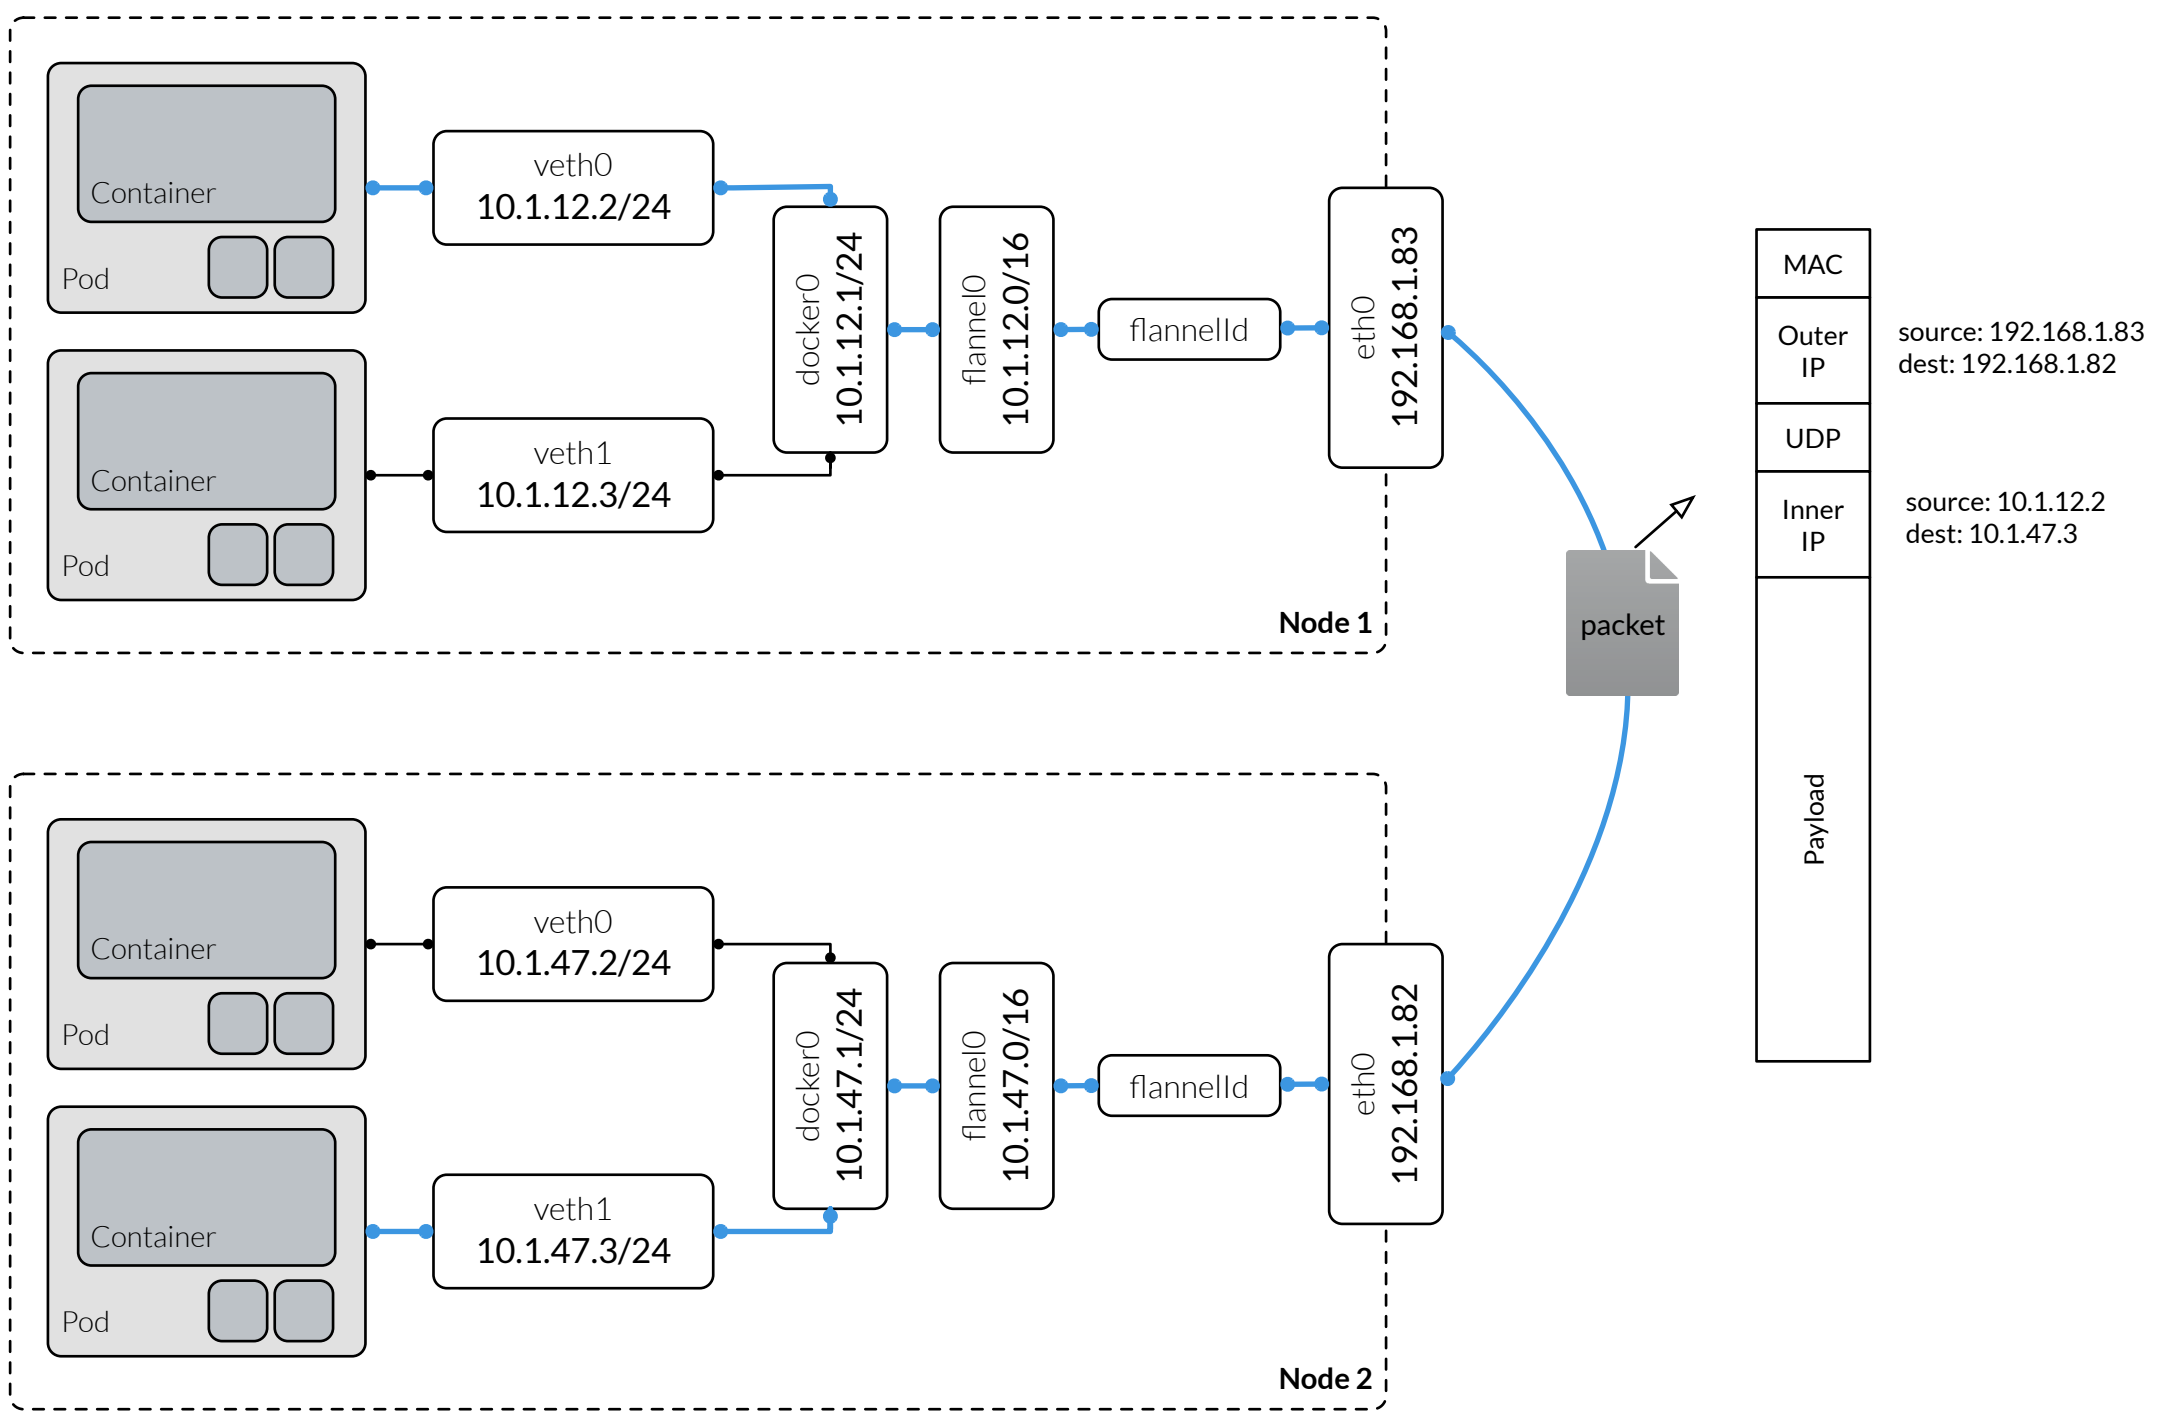 Container
Pod
veth0
10.1.12.2/24
Container
Pod
veth1
10.1.12.3/24
docker0
10.1.12.1/24
flannel0
10.1.12.0/16
flannelId
eth0
192.168.1.83
Node 1
Container
Pod
veth0
10.1.47.2/24
Container
Pod
veth1
10.1.47.3/24
docker0
10.1.47.1/24
flannel0
10.1.47.0/16
flannelId
eth0
192.168.1.82
Node 2
packet
MAC
Outer
IP
source: 192.168.1.83
dest: 192.168.1.82
UDP
Inner
IP
source: 10.1.12.2
dest: 10.1.47.3
Payload